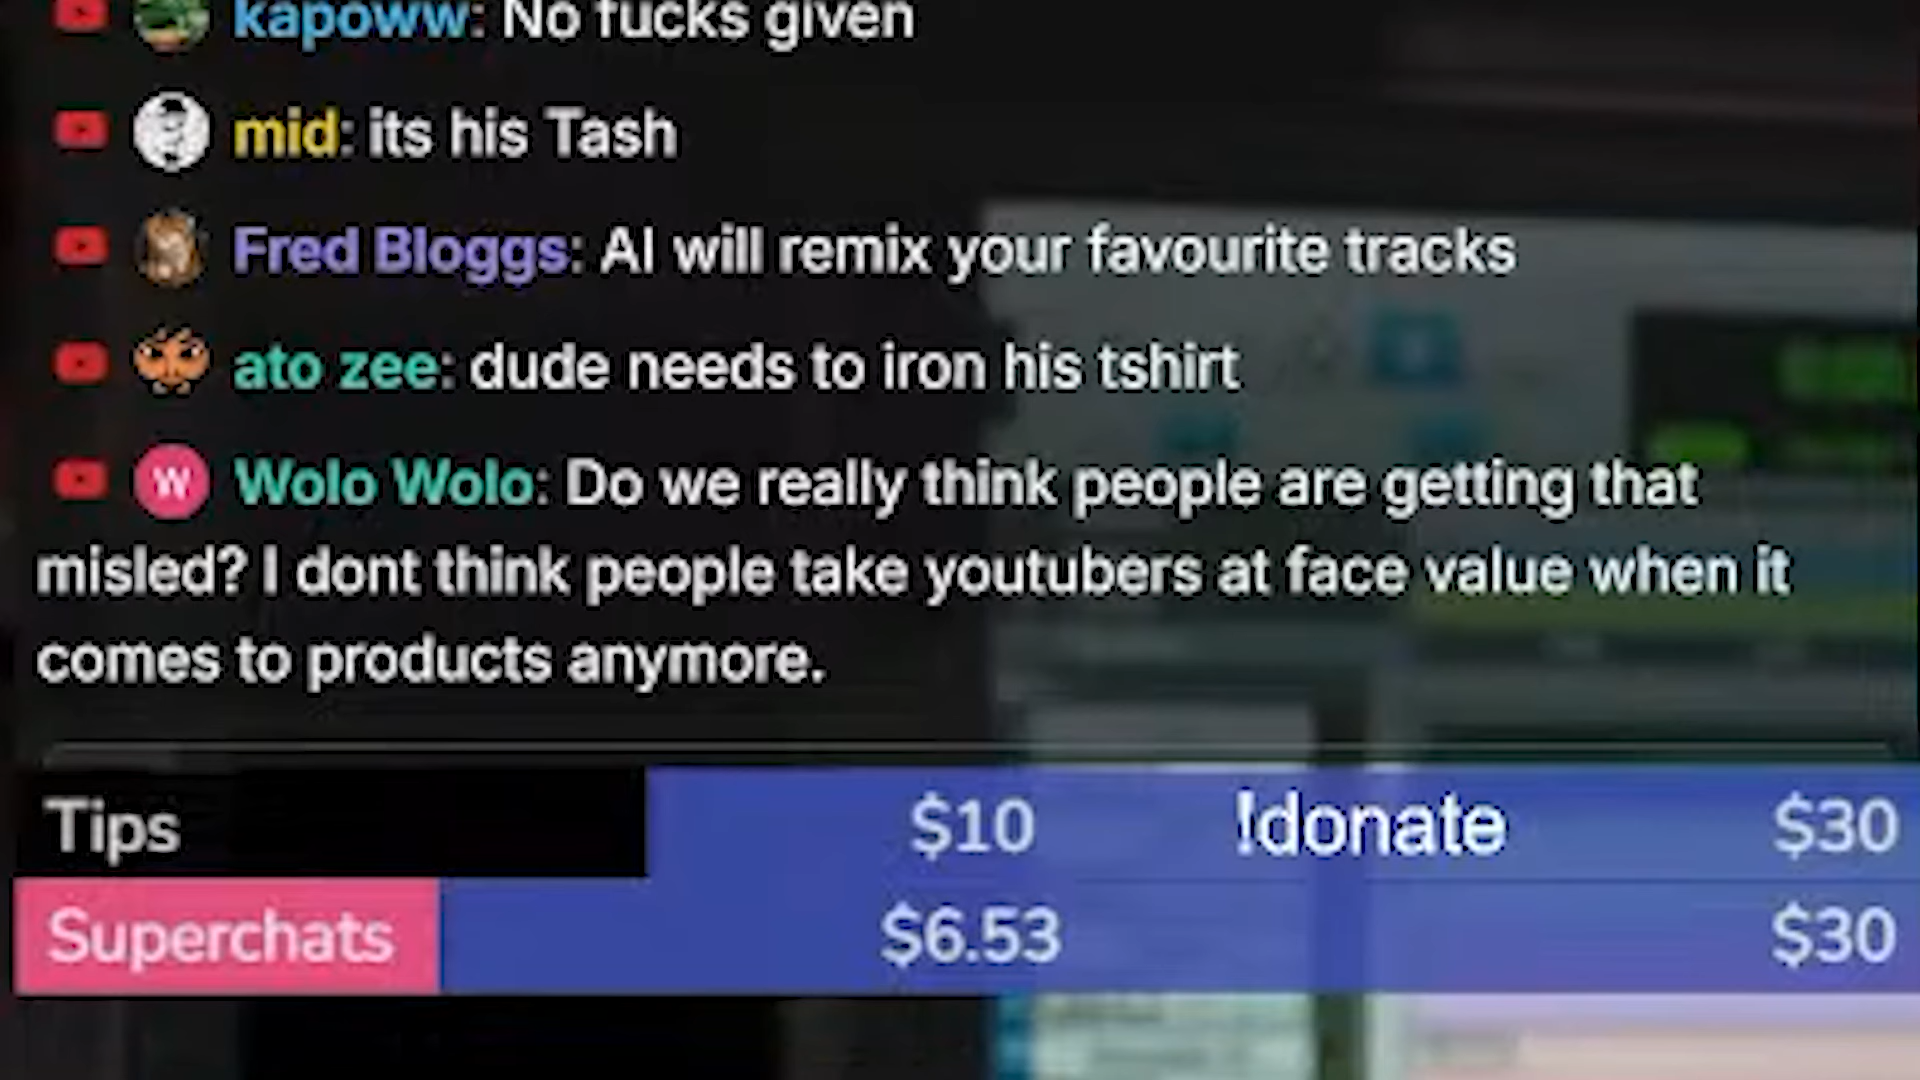 kapoww: No fucks given
mid: its his Tash
Fred Bloggs: AI will remix your favourite tracks
ato zee: dude needs to iron his tshirt
W Wolo Wolo: Do we really think people are getting that
misled? I dont think people take youtubers at face value when it
comes to products anymore.
Tips $10 !donate $30
Superchats $6.53 $30